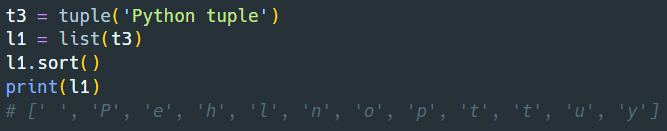 t3 = tuple('Python tuple')
l1 = list(t3)
l1.sort()
print(l1)
# [' ', 'P', 'e', 'h', 'l', 'n', 'o', 'p', 't', 't', 'u', 'y']